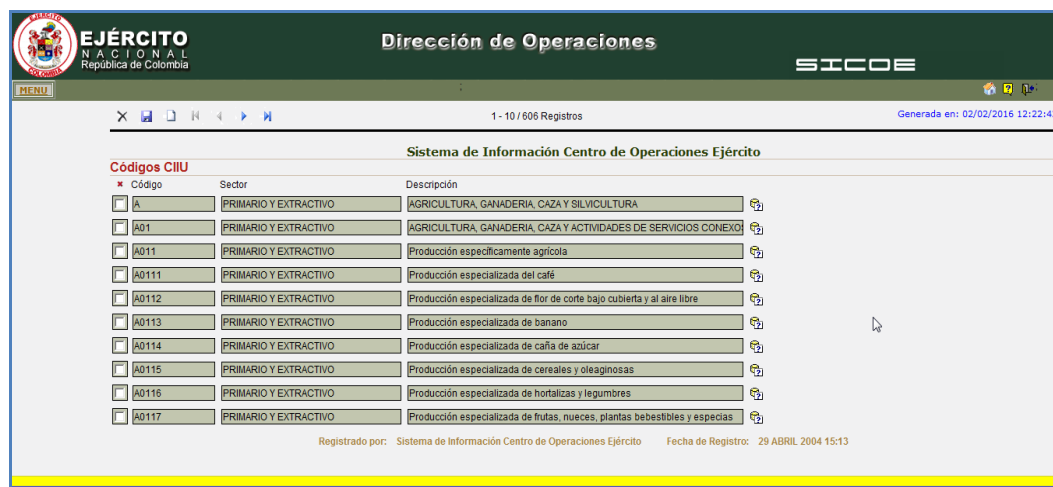 EJÉRCITO
NACIONAL
República de Colombia
COLOMBIA
Dirección de Operaciones
SICOE
MENU
1 - 10 / 606 Registros
Generada en: 02/02/2016 12:22:4
Sistema de Información Centro de Operaciones Ejército
Códigos CIIU
Código Sector Descripción
A PRIMARIO Y EXTRACTIVO AGRICULTURA, GANADERIA, CAZA Y SILVICULTURA
A01 PRIMARIO Y EXTRACTIVO AGRICULTURA, GANADERIA, CAZA Y ACTIVIDADES DE SERVICIOS CONEXOS
A011 PRIMARIO Y EXTRACTIVO Producción específicamente agrícola
A0111 PRIMARIO Y EXTRACTIVO Producción especializada del café
A0112 PRIMARIO Y EXTRACTIVO Producción especializada de flor de corte bajo cubierta y al aire libre
A0113 PRIMARIO Y EXTRACTIVO Producción especializada de banano
A0114 PRIMARIO Y EXTRACTIVO Producción especializada de caña de azúcar
A0115 PRIMARIO Y EXTRACTIVO Producción especializada de cereales y oleaginosas
A0116 PRIMARIO Y EXTRACTIVO Producción especializada de hortalizas y legumbres
A0117 PRIMARIO Y EXTRACTIVO Producción especializada de frutas, nueces, plantas bebestibles y especias
Registrado por: Sistema de Información Centro de Operaciones Ejército Fecha de Registro: 29 ABRIL 2004 15:13